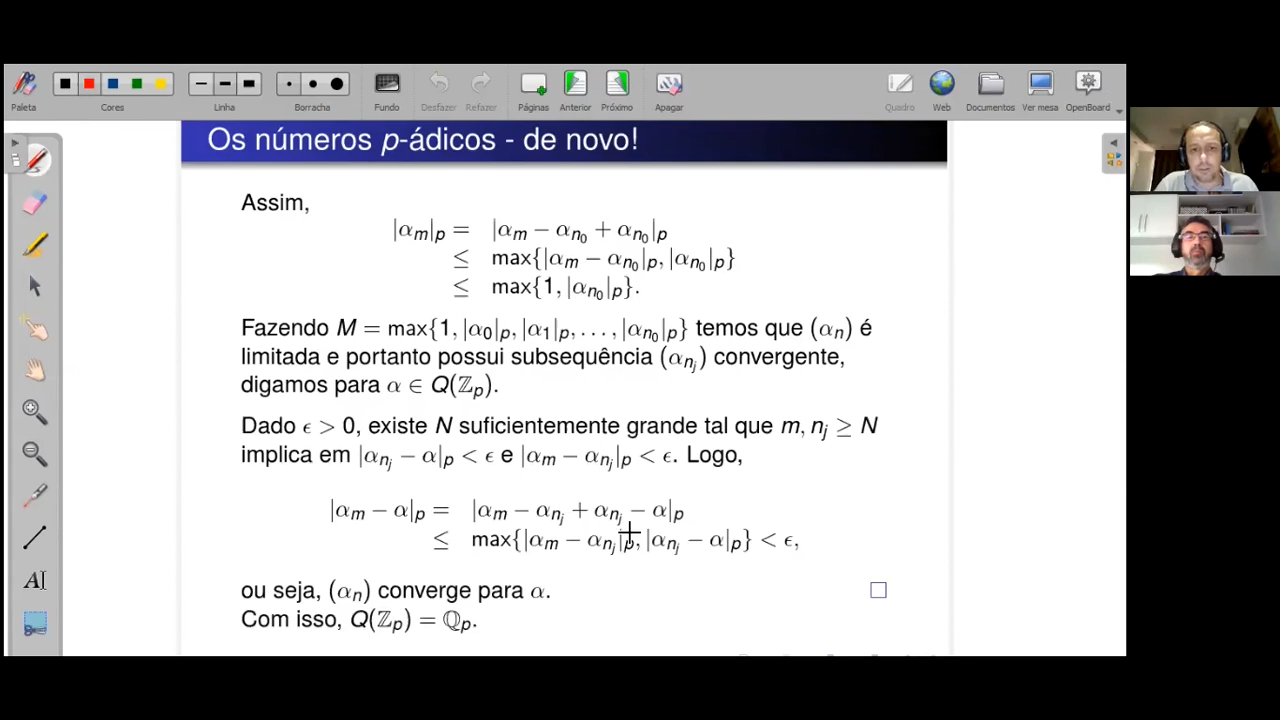 Paleta Cores Linha Borracha Fundo Desfazer Refazer Páginas Anterior Próximo Apagar Quadro Web Documentos Ver mesa OpenBoard
Os números p-ádicos - de novo!
Assim,
|αₘ|ₚ = |αₘ − αₙ₀ + αₙ₀|ₚ
≤ max{|αₘ − αₙ₀|ₚ, |αₙ₀|ₚ}
≤ max{1, |αₙ₀|ₚ}.
Fazendo M = max{1, |α₀|ₚ, |α₁|ₚ, . . . , |αₙ₀|ₚ} temos que (αₙ) é
limitada e portanto possui subsequência (αₙⱼ) convergente,
digamos para α ∈ Q(ℤₚ).
Dado ϵ > 0, existe N suficientemente grande tal que m, nⱼ ≥ N
implica em |αₙⱼ − α|ₚ < ϵ e |αₘ − αₙⱼ|ₚ < ϵ. Logo,
|αₘ − α|ₚ = |αₘ − αₙⱼ + αₙⱼ − α|ₚ
≤ max{|αₘ − αₙⱼ|ₚ, |αₙⱼ − α|ₚ} < ϵ,
ou seja, (αₙ) converge para α. □
Com isso, Q(ℤₚ) = ℚₚ.